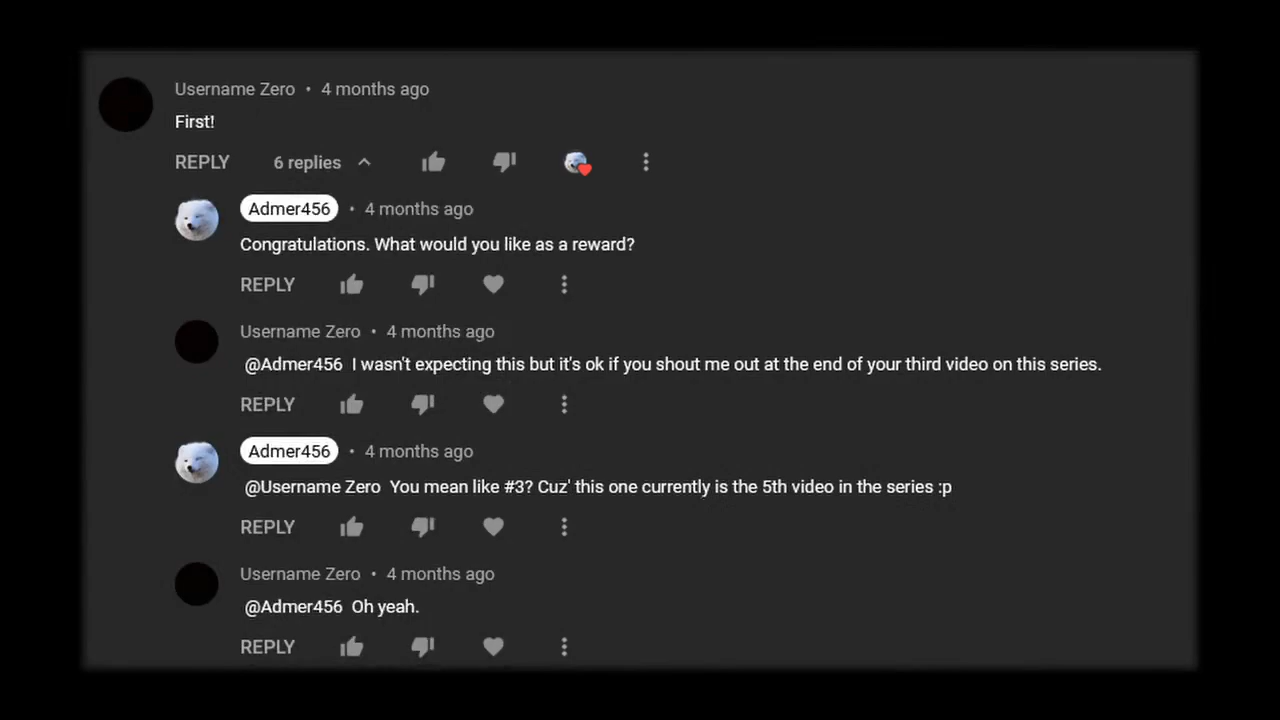 Username Zero • 4 months ago
First!
REPLY 6 replies
Admer456 • 4 months ago
Congratulations. What would you like as a reward?
REPLY
Username Zero • 4 months ago
@Admer456 I wasn't expecting this but it's ok if you shout me out at the end of your third video on this series.
REPLY
Admer456 • 4 months ago
@Username Zero You mean like #3? Cuz' this one currently is the 5th video in the series :p
REPLY
Username Zero • 4 months ago
@Admer456 Oh yeah.
REPLY